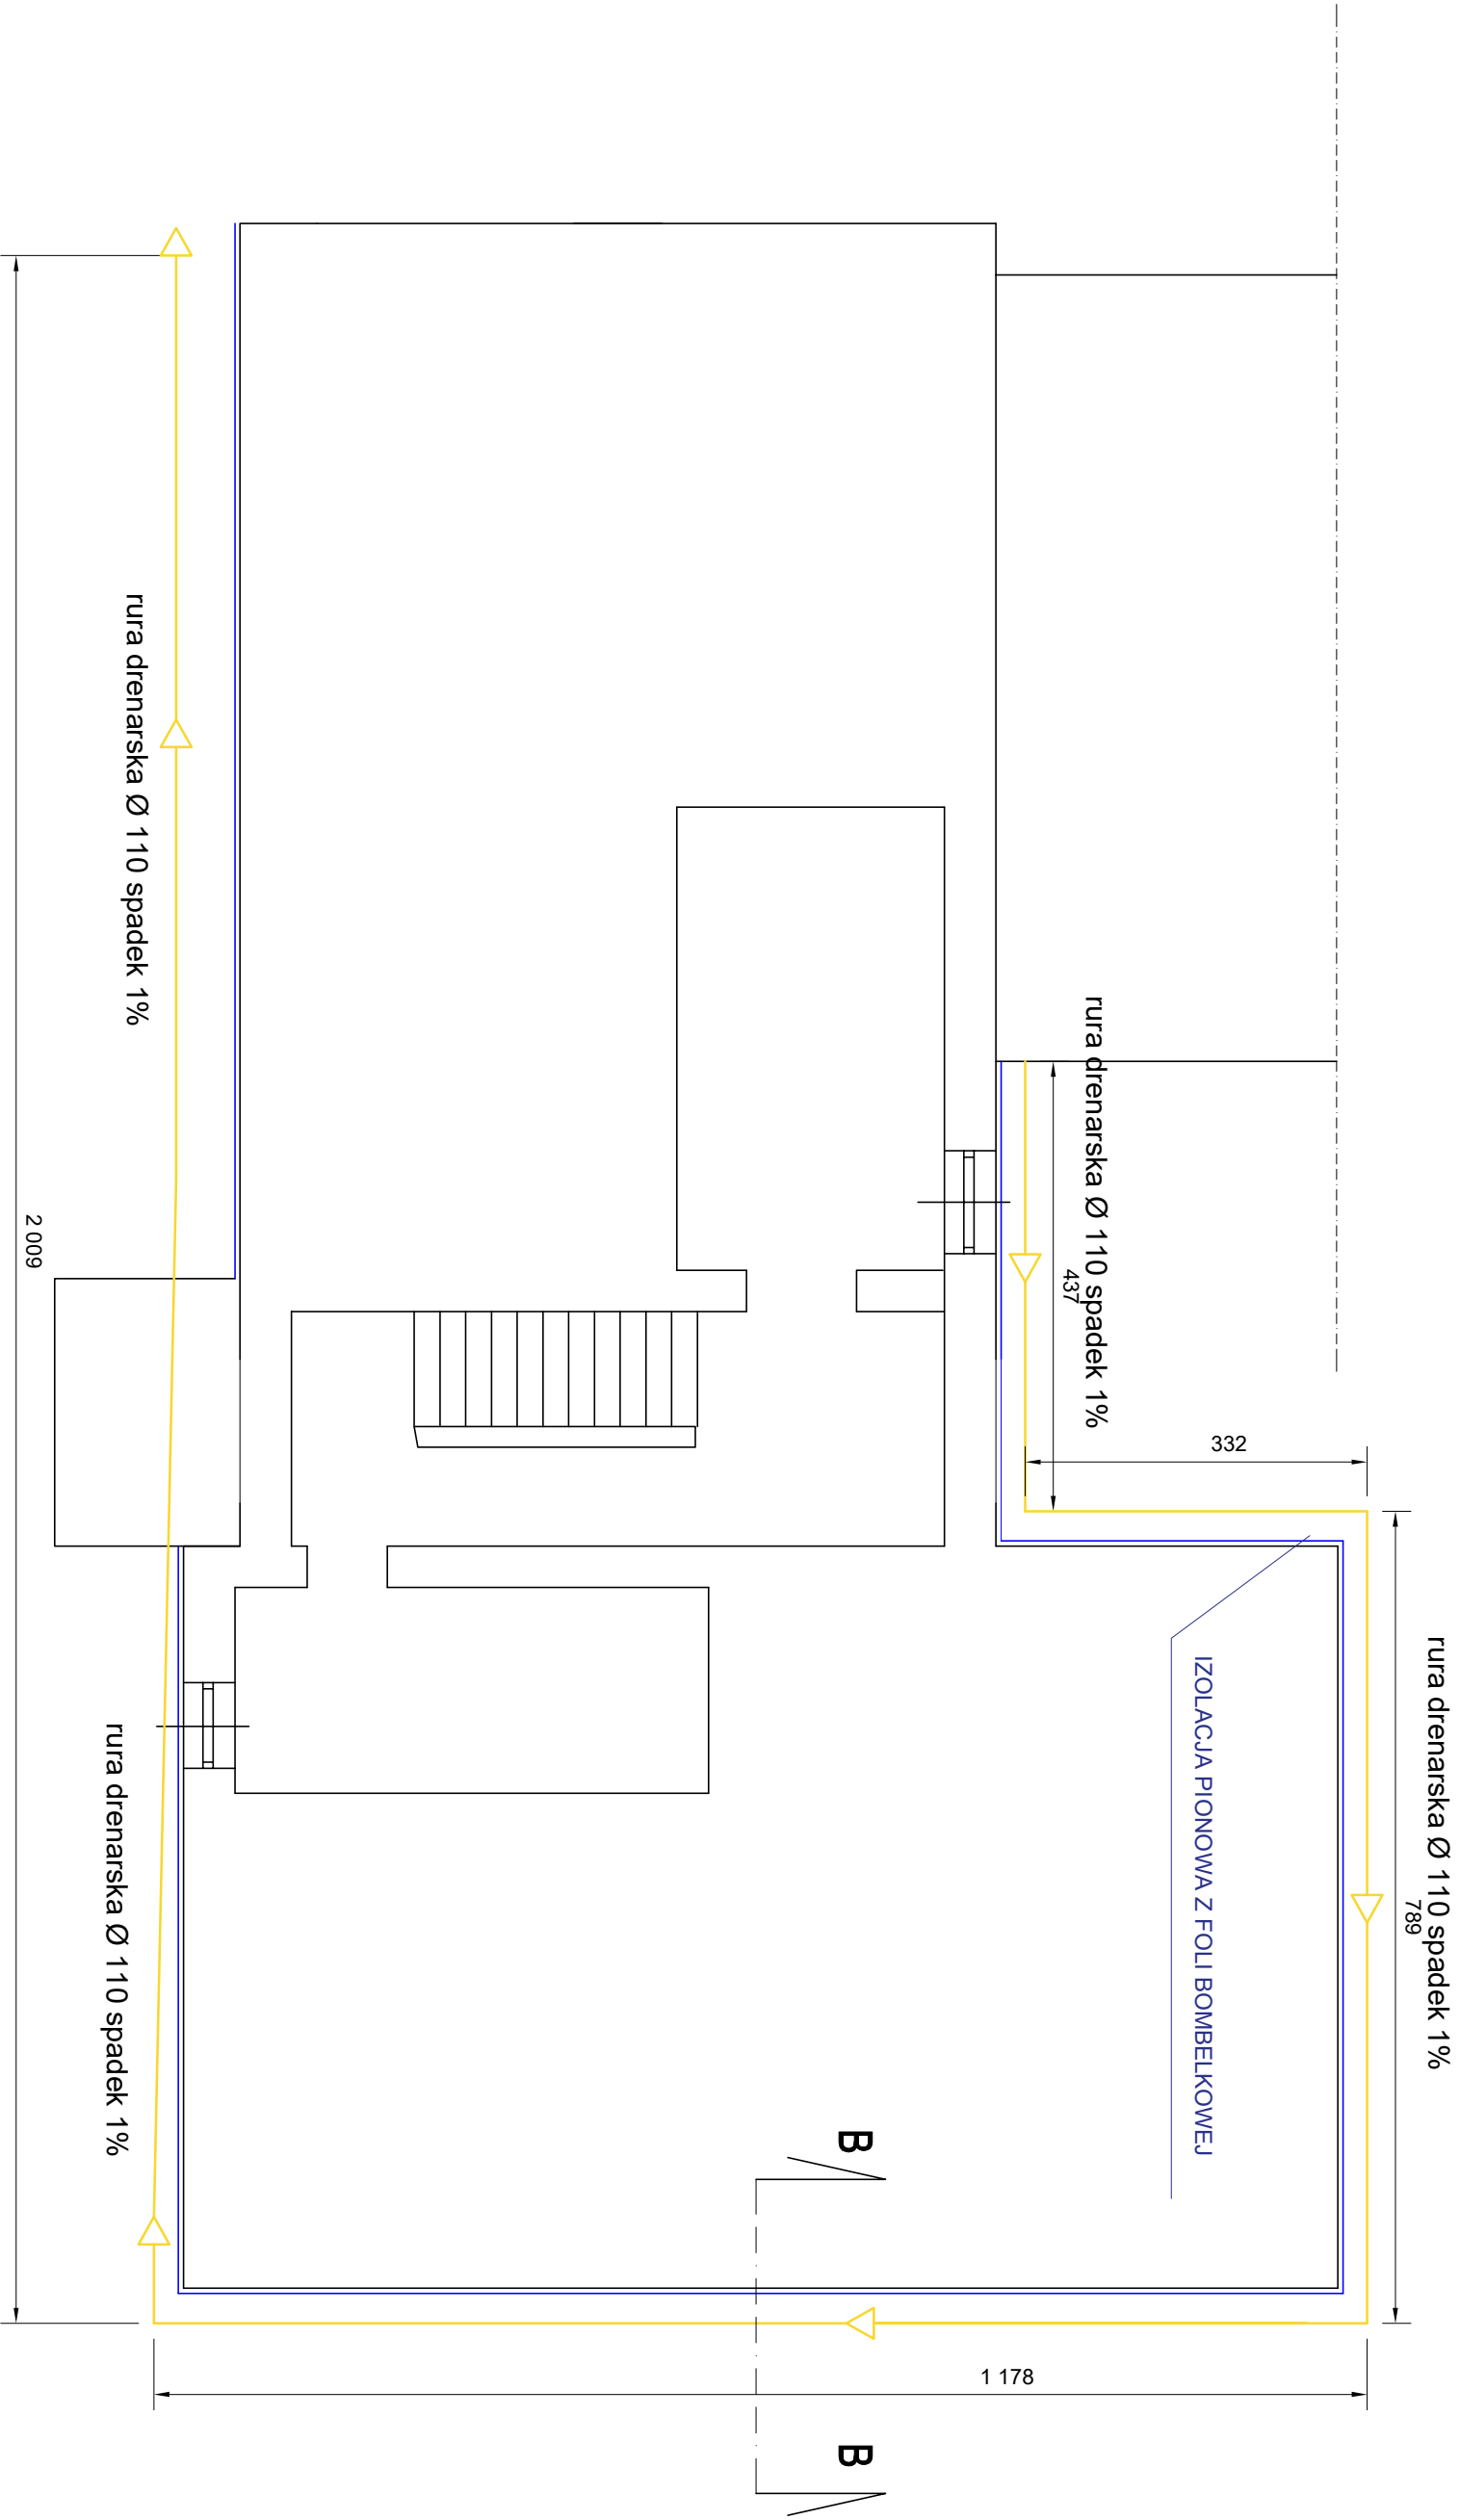 rura drenarska Ø 110 spadek 1%
789
rura drenarska Ø 110 spadek 1%
437
332
IZOLACJA PIONOWA Z FOLI BOMBELKOWEJ
B
B
1 178
rura drenarska Ø 110 spadek 1%
rura drenarska Ø 110 spadek 1%
2 009